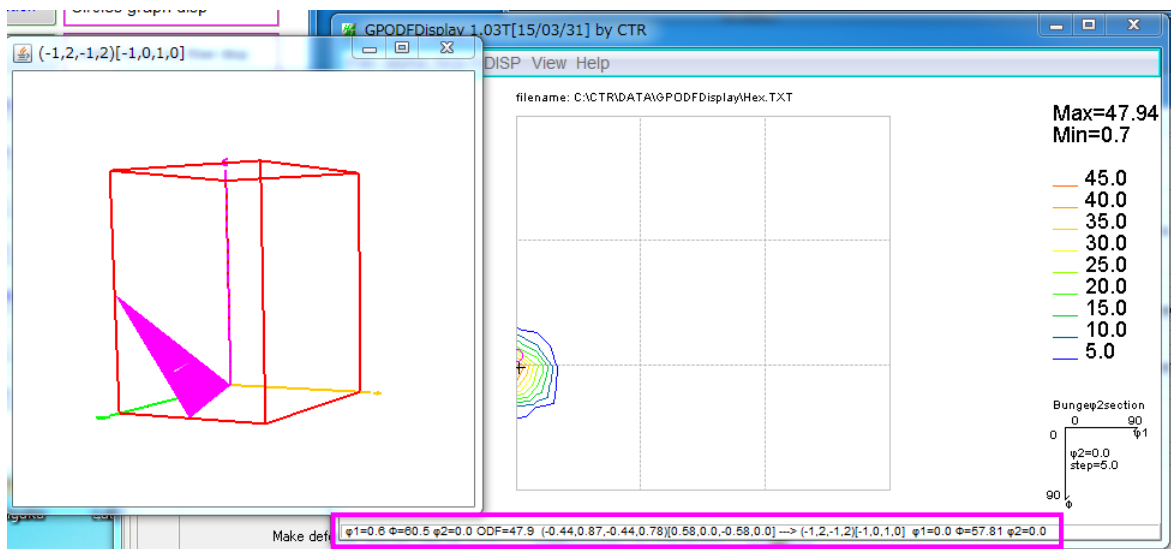 GPODFDisplay 1.03T[15/03/31] by CTR
(-1,2,-1,2)[-1,0,1,0]
DISP View Help
filename: C:\CTR\DATA\GPODFDisplay\Hex.TXT
Max=47.94
Min=0.7
45.0
40.0
35.0
30.0
25.0
20.0
15.0
10.0
5.0
Bungeφ2section
0 90
0 φ1
φ2=0.0
step=5.0
90 Φ
Make
φ1=0.6 Φ=60.5 φ2=0.0 ODF=47.9 (-0.44,0.87,-0.44,0.78)[0.58,0.0,-0.58,0.0] ---> (-1,2,-1,2)[-1,0,1,0] φ1=0.0 Φ=57.81 φ2=0.0